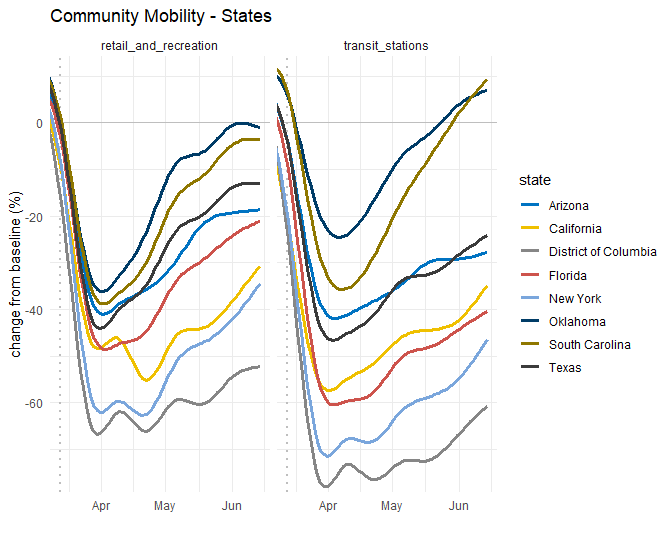 Community Mobility - States
retail_and_recreation
transit_stations
change from baseline (%)
0
-20
-40
-60
Apr
May
Jun
Apr
May
Jun
state
Arizona
California
District of Columbia
Florida
New York
Oklahoma
South Carolina
Texas